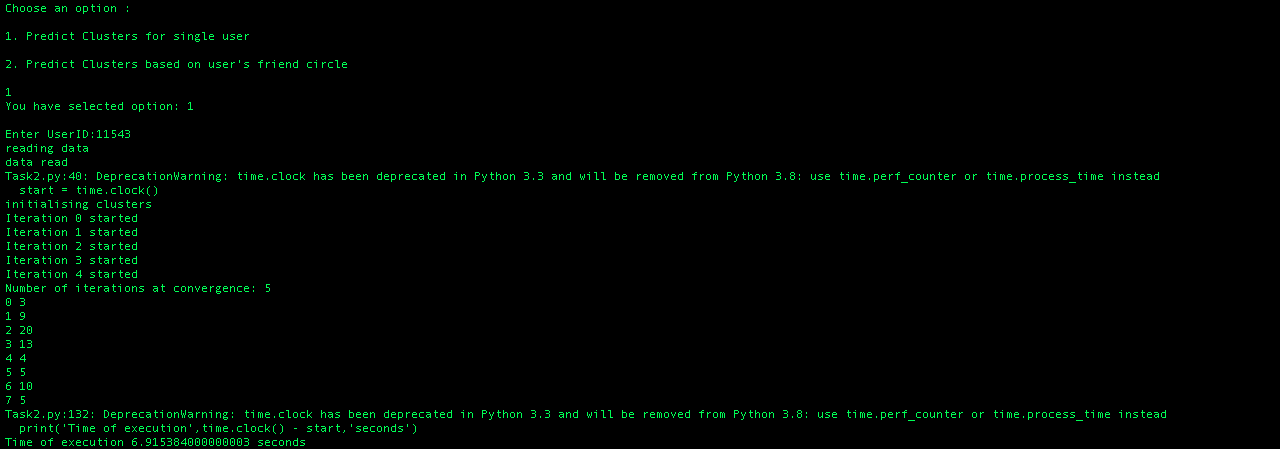 Choose an option :
1. Predict Clusters for single user
2. Predict Clusters based on user's friend circle
1
You have selected option: 1
Enter UserID:11543
reading data
data read
Task2.py:40: DeprecationWarning: time.clock has been deprecated in Python 3.3 and will be removed from Python 3.8: use time.perf_counter or time.process_time instead
  start = time.clock()
initialising clusters
Iteration 0 started
Iteration 1 started
Iteration 2 started
Iteration 3 started
Iteration 4 started
Number of iterations at convergence: 5
0 3
1 9
2 20
3 13
4 4
5 5
6 10
7 5
Task2.py:132: DeprecationWarning: time.clock has been deprecated in Python 3.3 and will be removed from Python 3.8: use time.perf_counter or time.process_time instead
  print('Time of execution',time.clock() - start,'seconds')
Time of execution 6.915384000000003 seconds